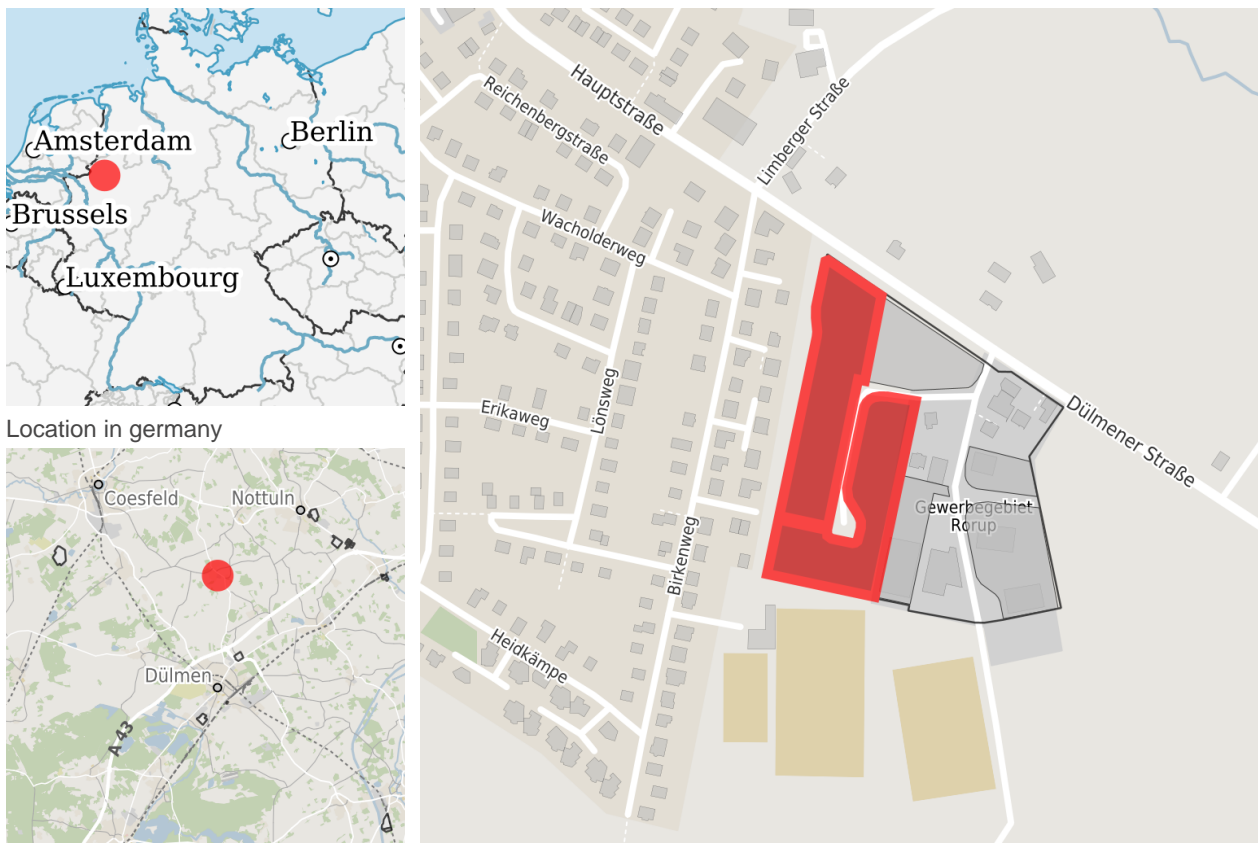 Amsterdam
Berlin
Brussels
Luxembourg
Location in germany
Coesfeld
Nottuln
Dülmen
A 43
Hauptstraße
Limberger Straße
Reichenbergstraße
Wacholderweg
Lönsweg
Erikaweg
Birkenweg
Heidkämpe
Dülmener Straße
Gewerbegebiet
Rorup